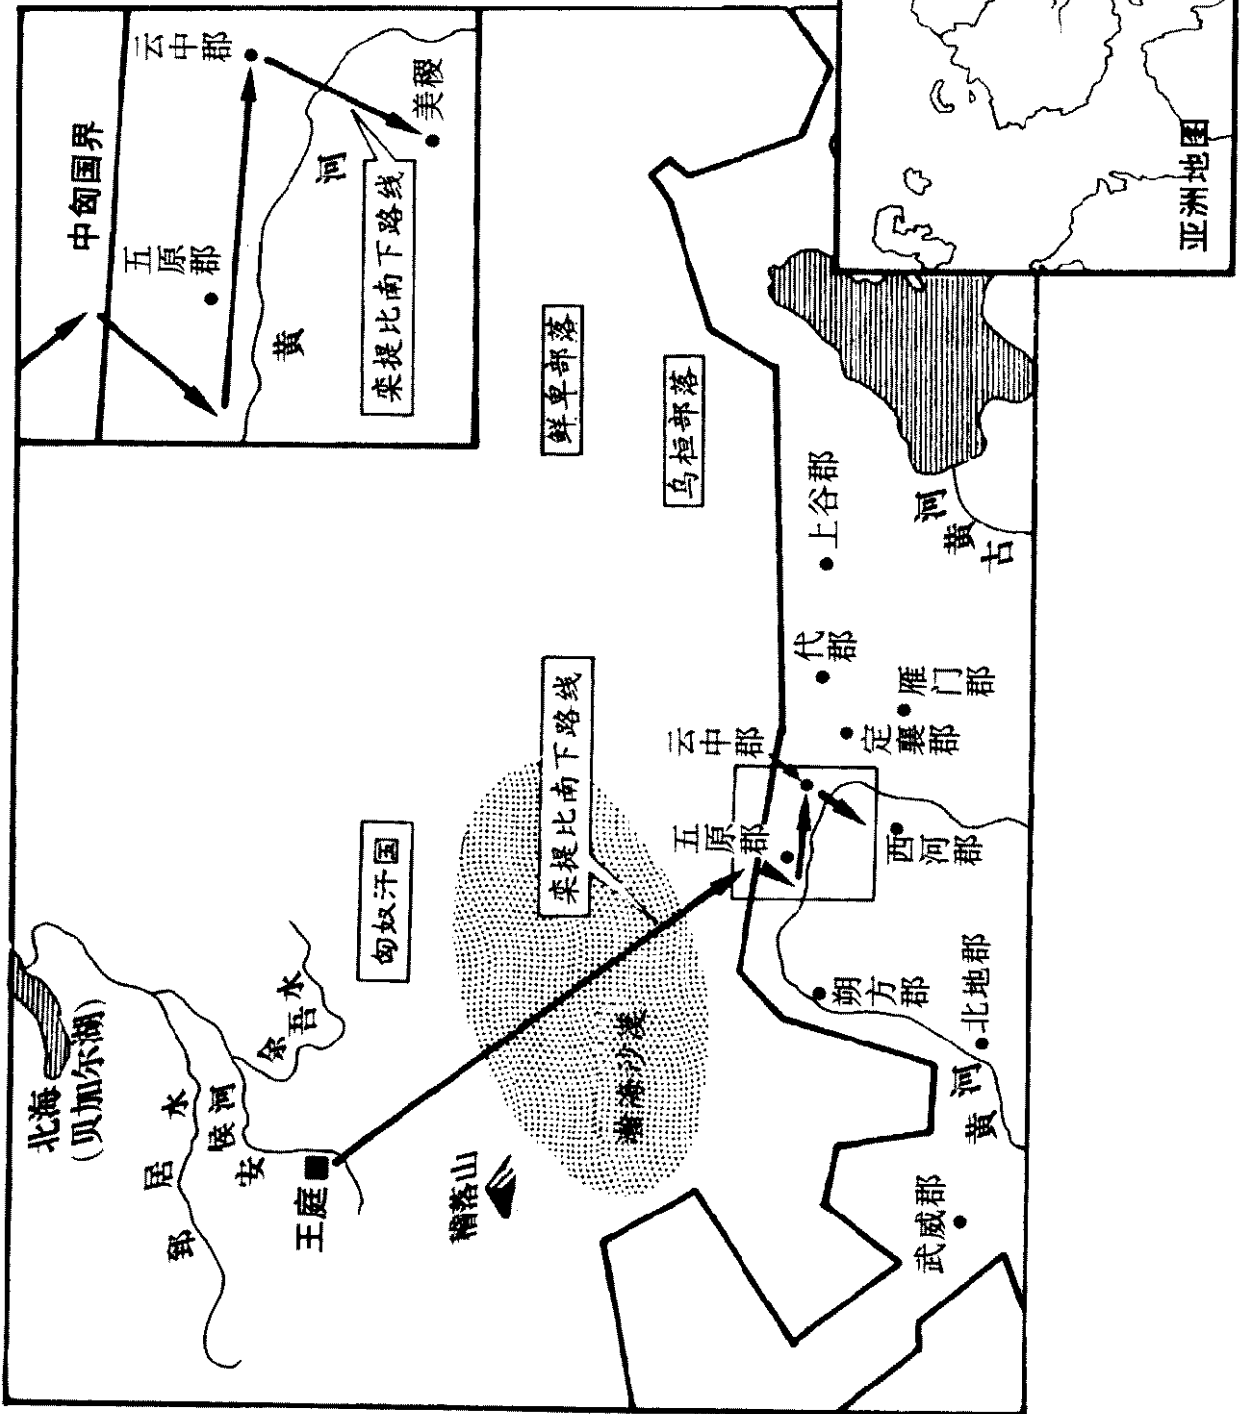 北海
(贝加尔湖)
郅居水
安侯河
余吾水
王庭
匈奴汗国
稽落山
瀚海沙漠
栾提比南下路线
鲜卑部落
乌桓部落
五原郡
云中郡
朔方郡
北地郡
黄河
武威郡
西河郡
定襄郡
雁门郡
代郡
上谷郡
古黄河
中匈国界
五原郡
云中郡
黄河
美稷
栾提比南下路线
亚洲地图